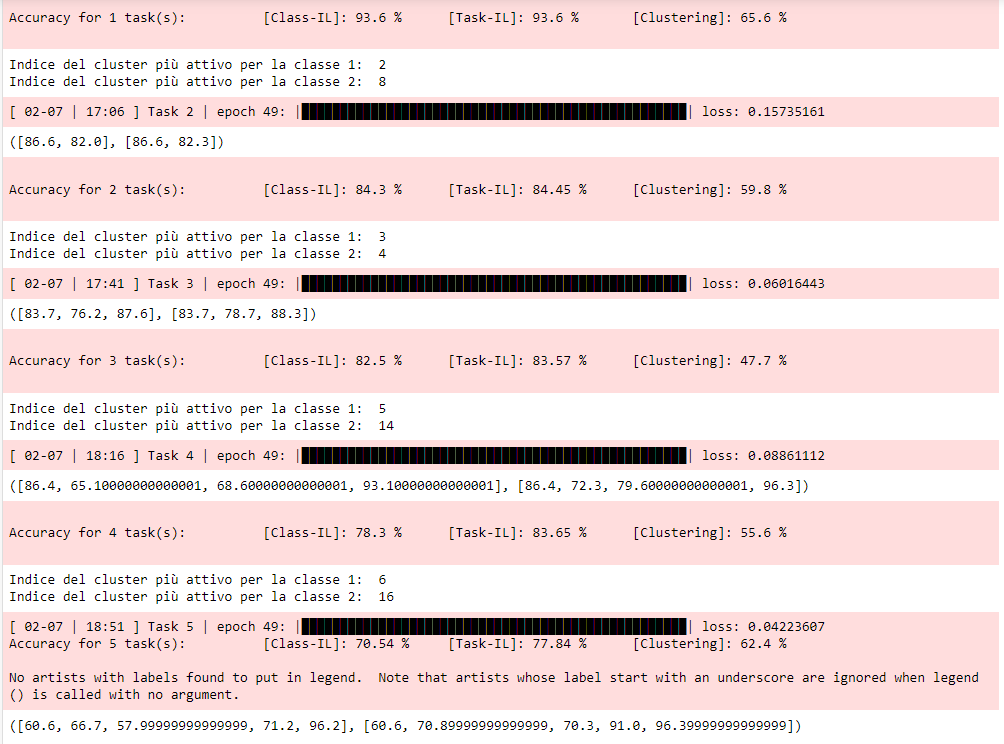 Accuracy for 1 task(s): [Class-IL]: 93.6 % [Task-IL]: 93.6 % [Clustering]: 65.6 %
Indice del cluster più attivo per la classe 1: 2
Indice del cluster più attivo per la classe 2: 8
[ 02-07 | 17:06 ] Task 2 | epoch 49: || loss: 0.15735161
([86.6, 82.0], [86.6, 82.3])
Accuracy for 2 task(s): [Class-IL]: 84.3 % [Task-IL]: 84.45 % [Clustering]: 59.8 %
Indice del cluster più attivo per la classe 1: 3
Indice del cluster più attivo per la classe 2: 4
[ 02-07 | 17:41 ] Task 3 | epoch 49: || loss: 0.06016443
([83.7, 76.2, 87.6], [83.7, 78.7, 88.3])
Accuracy for 3 task(s): [Class-IL]: 82.5 % [Task-IL]: 83.57 % [Clustering]: 47.7 %
Indice del cluster più attivo per la classe 1: 5
Indice del cluster più attivo per la classe 2: 14
[ 02-07 | 18:16 ] Task 4 | epoch 49: || loss: 0.08861112
([86.4, 65.10000000000001, 68.60000000000001, 93.10000000000001], [86.4, 72.3, 79.60000000000001, 96.3])
Accuracy for 4 task(s): [Class-IL]: 78.3 % [Task-IL]: 83.65 % [Clustering]: 55.6 %
Indice del cluster più attivo per la classe 1: 6
Indice del cluster più attivo per la classe 2: 16
[ 02-07 | 18:51 ] Task 5 | epoch 49: || loss: 0.04223607
Accuracy for 5 task(s): [Class-IL]: 70.54 % [Task-IL]: 77.84 % [Clustering]: 62.4 %
No artists with labels found to put in legend.  Note that artists whose label start with an underscore are ignored when legend
() is called with no argument.
([60.6, 66.7, 57.99999999999999, 71.2, 96.2], [60.6, 70.89999999999999, 70.3, 91.0, 96.39999999999999])